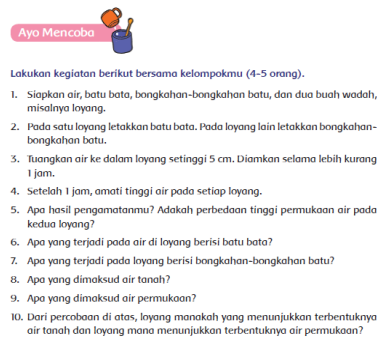 Ayo Mencoba
Lakukan kegiatan berikut bersama kelompokmu (4-5 orang).
1. Siapkan air, batu bata, bongkahan-bongkahan batu, dan dua buah wadah,
misalnya loyang.
2. Pada satu loyang letakkan batu bata. Pada loyang lain letakkan bongkahan-
bongkahan batu.
3. Tuangkan air ke dalam loyang setinggi 5 cm. Diamkan selama lebih kurang
1 jam.
4. Setelah 1 jam, amati tinggi air pada setiap loyang.
5. Apa hasil pengamatanmu? Adakah perbedaan tinggi permukaan air pada
kedua loyang?
6. Apa yang terjadi pada air di loyang berisi batu bata?
7. Apa yang terjadi pada loyang berisi bongkahan-bongkahan batu?
8. Apa yang dimaksud air tanah?
9. Apa yang dimaksud air permukaan?
10. Dari percobaan di atas, loyang manakah yang menunjukkan terbentuknya
air tanah dan loyang mana menunjukkan terbentuknya air permukaan?